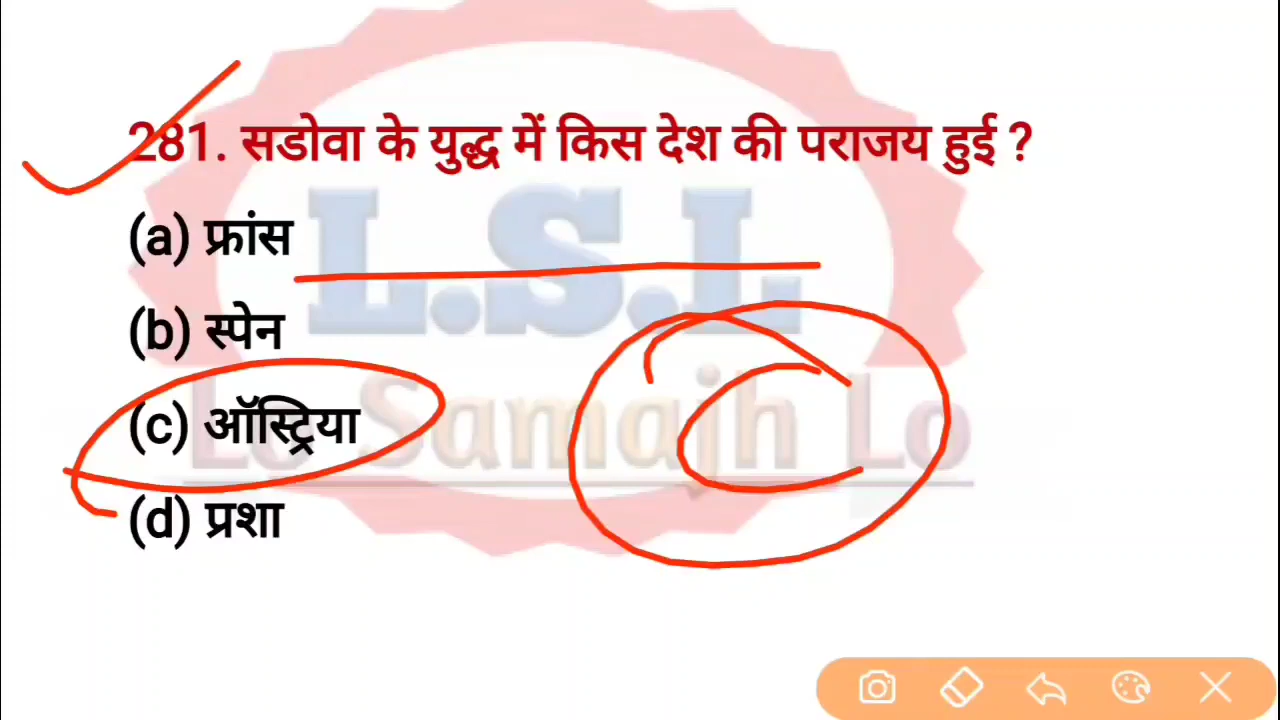 281. सडोवा के युद्ध में किस देश की पराजय हुई ?
(a) फ्रांस
L.S.I.
(b) स्पेन
(c) ऑस्ट्रिया
Lo Samajh Lo
C
(d) प्रशा